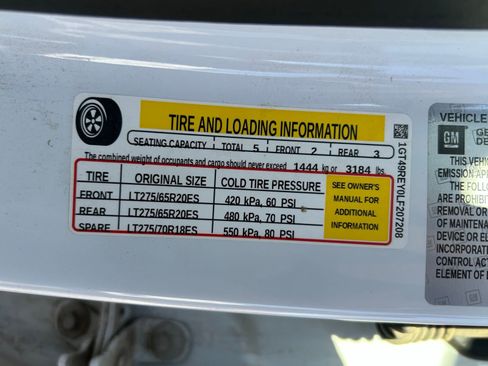 TIRE AND LOADING INFORMATION
SEATING CAPACITY TOTAL 5 FRONT 2 REAR 3
The combined weight of occupants and cargo should never exceed 1444 kg or 3184 lbs
TIRE ORIGINAL SIZE COLD TIRE PRESSURE
FRONT LT275/65R20ES 420 kPa, 60 PSI
REAR LT275/65R20ES 480 kPa, 70 PSI
SPARE LT275/70R18ES 550 kPa, 80 PSI
SEE OWNER'S
MANUAL FOR
ADDITIONAL
INFORMATION
1GT49REY0LF207208
VEHICLE
GM
THIS VEHI
EMISSION
APPLICA
THE FOLLO
REMOVAL OR
OF MAINTENA
DEVICE OR ELE
INCORPORATE
CONTROL ACT
ELEMENT OF D